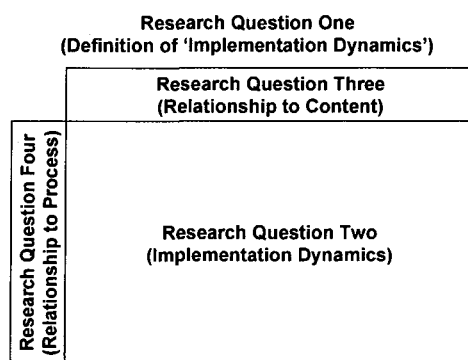 Research Question One
(Definition of ‘Implementation Dynamics’)
Research Question Three
(Relationship to Content)
Research Question Four
(Relationship to Process)
Research Question Two
(Implementation Dynamics)